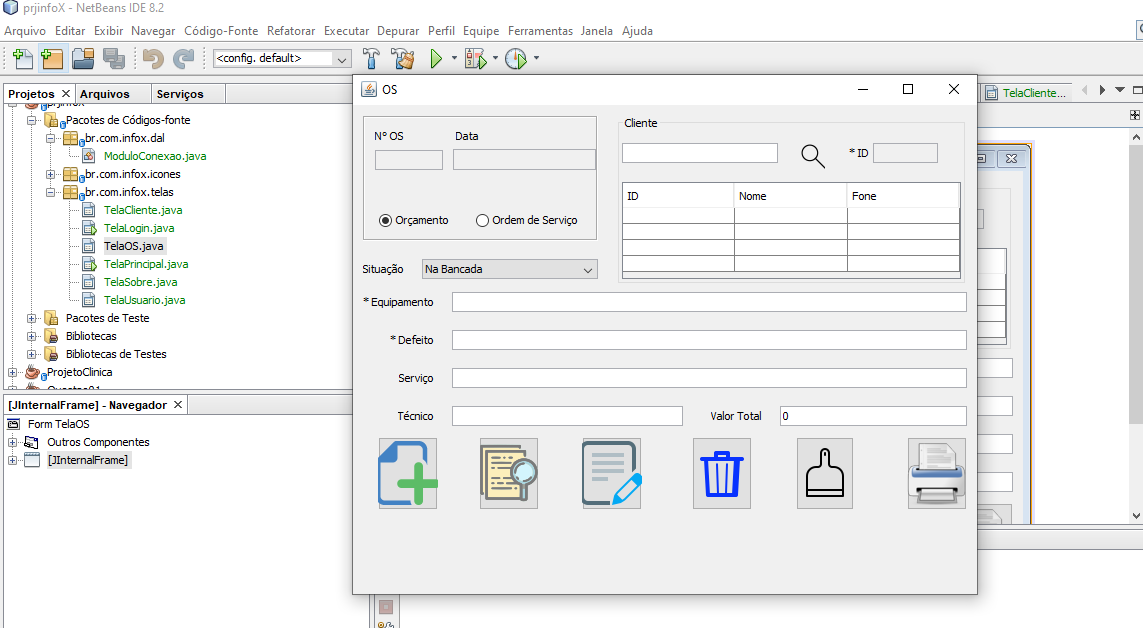 prjinfoX - NetBeans IDE 8.2
Arquivo Editar Exibir Navegar Código-Fonte Refatorar Executar Depurar Perfil Equipe Ferramentas Janela Ajuda
<config. default>
Projetos Arquivos Serviços
Pacotes de Códigos-fonte
br.com.infox.dal
ModuloConexao.java
br.com.infox.icones
br.com.infox.telas
TelaCliente.java
TelaLogin.java
TelaOS.java
TelaPrincipal.java
TelaSobre.java
TelaUsuario.java
Pacotes de Teste
Bibliotecas
Bibliotecas de Testes
ProjetoClinica
[JInternalFrame] - Navegador
Form TelaOS
Outros Componentes
[JInternalFrame]
OS
Nº OS Data
Orçamento Ordem de Serviço
Cliente
* ID
ID Nome Fone
Situação Na Bancada
* Equipamento
* Defeito
Serviço
Técnico Valor Total 0
TelaCliente...